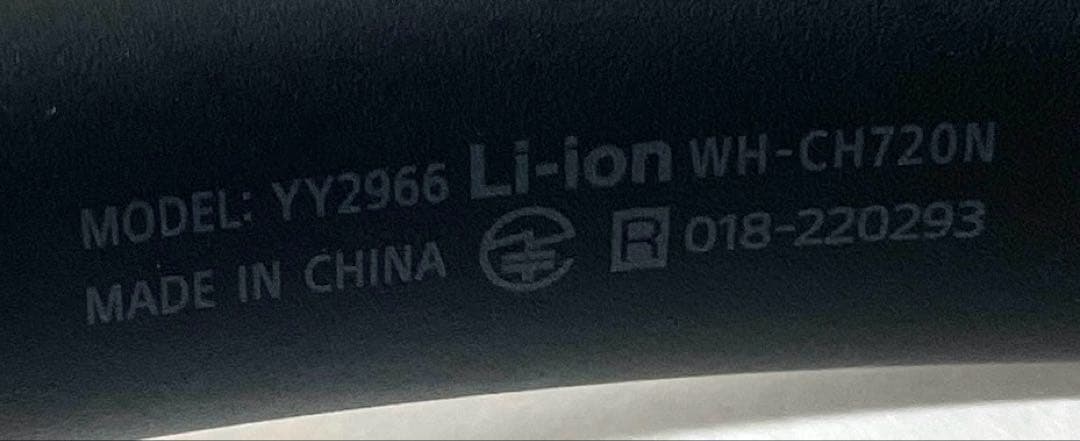 MODEL: YY2966 Li-ion WH-CH720N
MADE IN CHINA R 018-220293